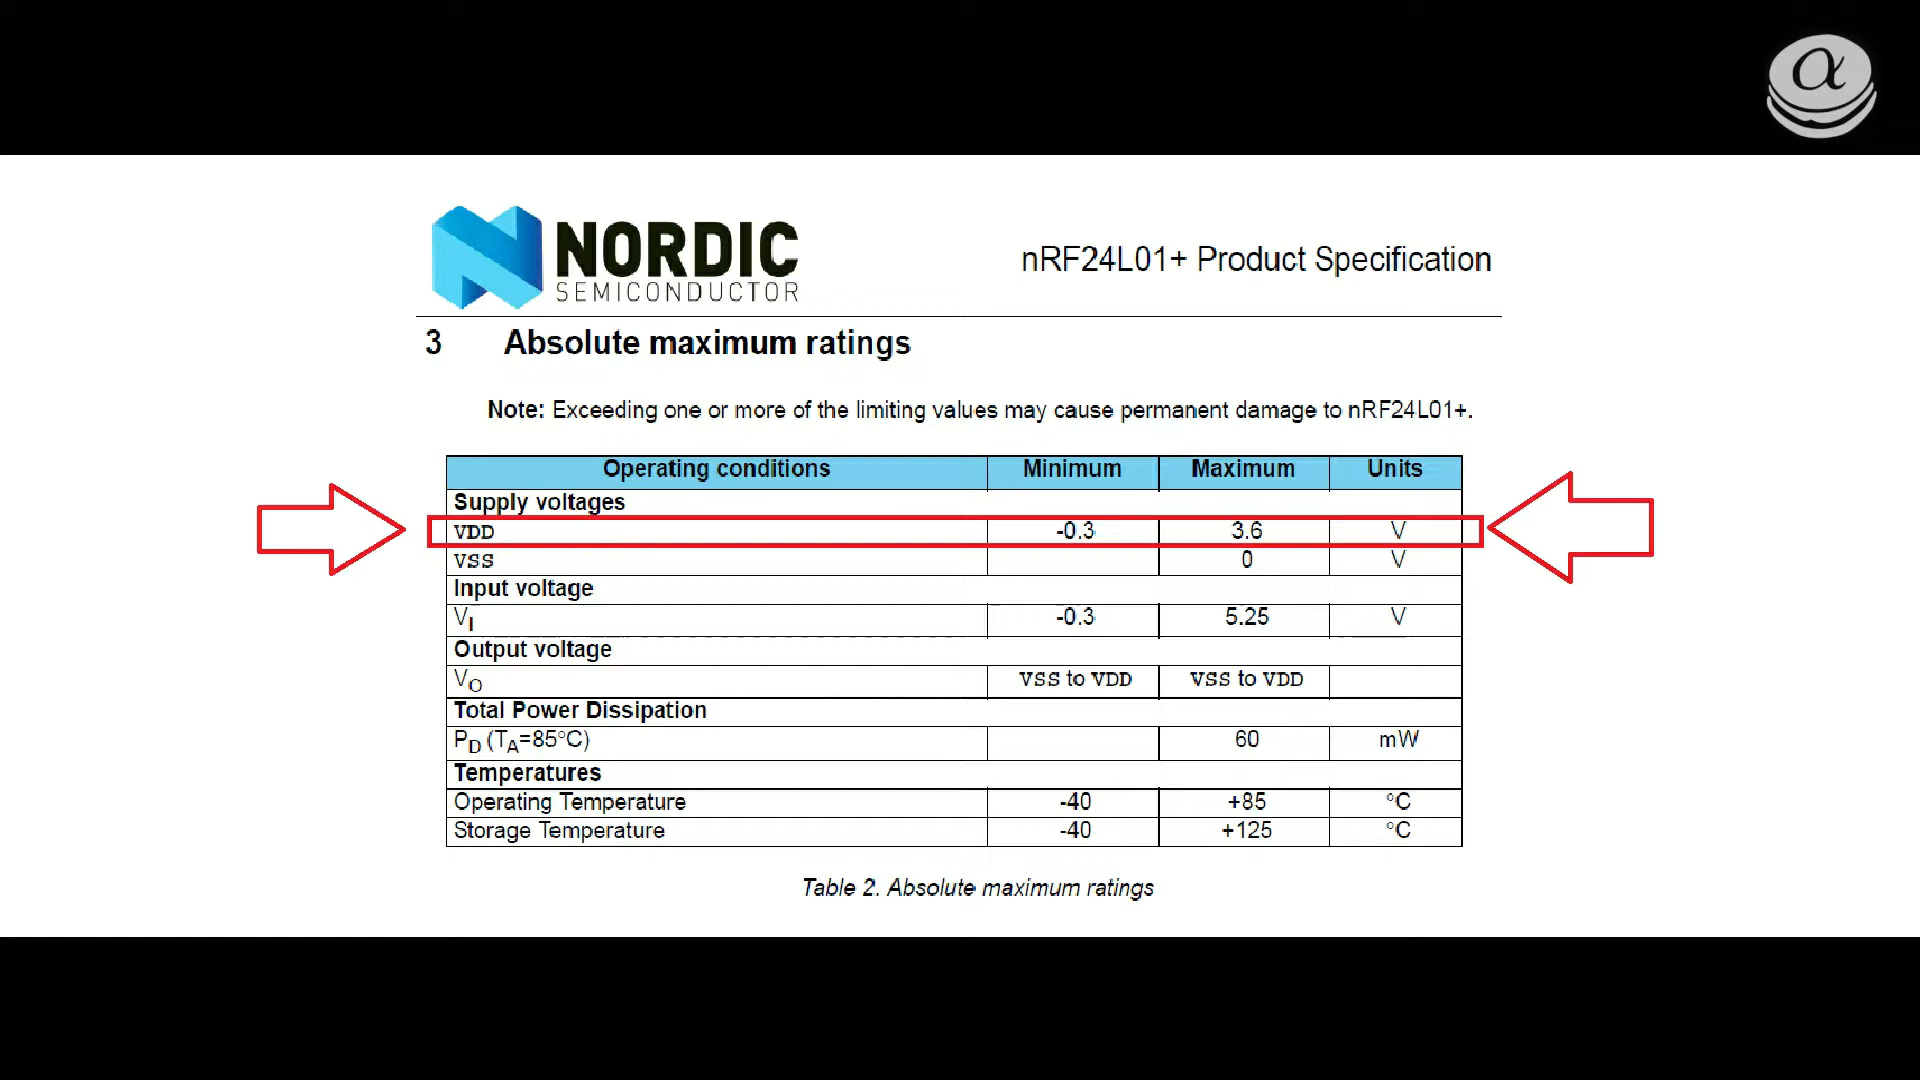 α
NORDIC
SEMICONDUCTOR
nRF24L01+ Product Specification
3 Absolute maximum ratings
Note: Exceeding one or more of the limiting values may cause permanent damage to nRF24L01+.
Operating conditions Minimum Maximum Units
Supply voltages
VDD -0.3 3.6 V
VSS 0 V
Input voltage
VI -0.3 5.25 V
Output voltage
VO VSS to VDD VSS to VDD
Total Power Dissipation
PD (TA=85°C) 60 mW
Temperatures
Operating Temperature -40 +85 °C
Storage Temperature -40 +125 °C
Table 2. Absolute maximum ratings